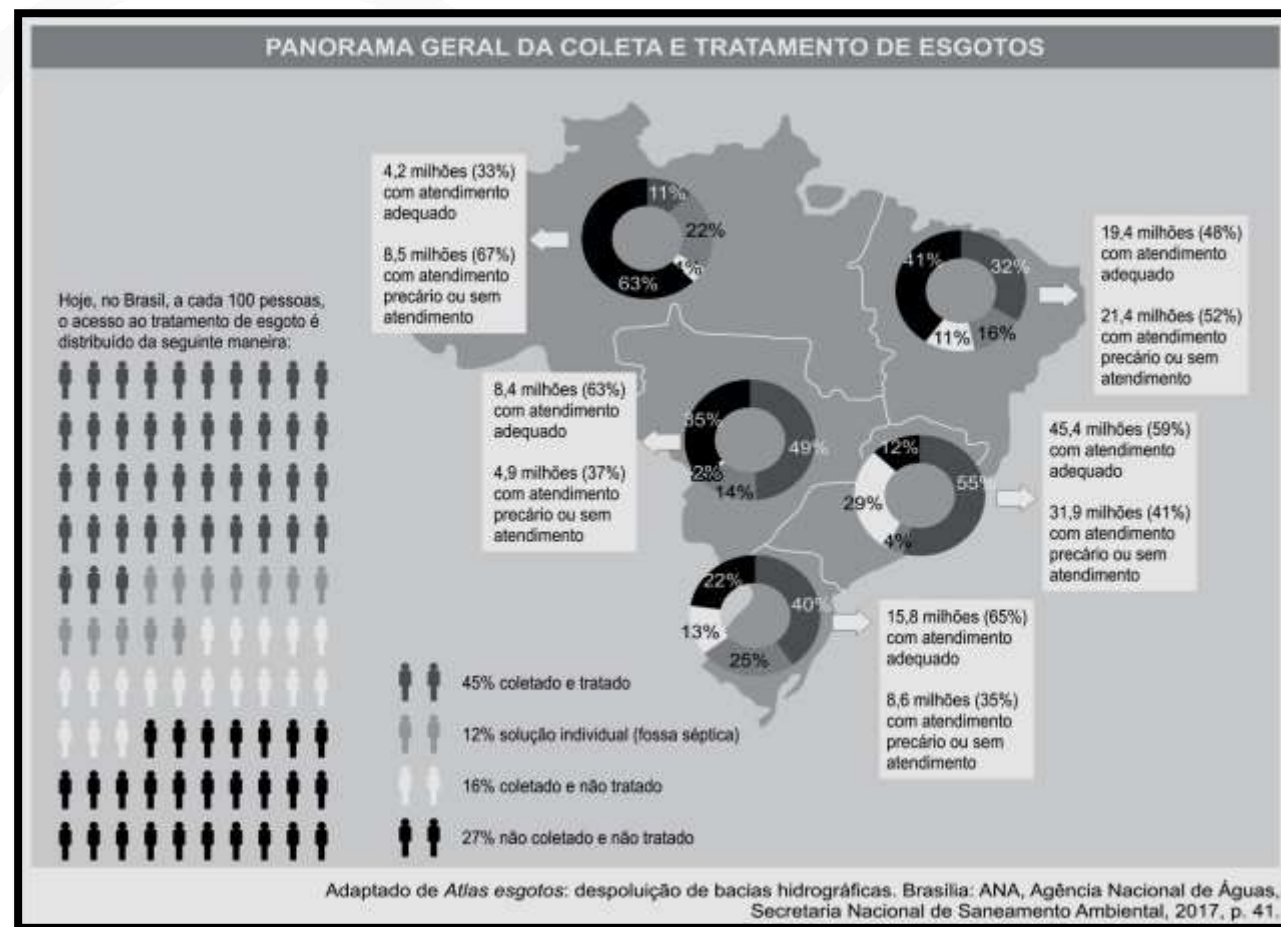 PANORAMA GERAL DA COLETA E TRATAMENTO DE ESGOTOS
4,2 milhões (33%)
com atendimento
adequado
8,5 milhões (67%)
com atendimento
precário ou sem
atendimento
11%
22%
63%
41%
32%
11%
16%
19,4 milhões (48%)
com atendimento
adequado
21,4 milhões (52%)
com atendimento
precário ou sem
atendimento
Hoje, no Brasil, a cada 100 pessoas,
o acesso ao tratamento de esgoto é
distribuído da seguinte maneira:
8,4 milhões (63%)
com atendimento
adequado
4,9 milhões (37%)
com atendimento
precário ou sem
atendimento
35%
49%
2%
14%
12%
55%
29%
4%
45,4 milhões (59%)
com atendimento
adequado
31,9 milhões (41%)
com atendimento
precário ou sem
atendimento
22%
40%
13%
25%
15,8 milhões (65%)
com atendimento
adequado
8,6 milhões (35%)
com atendimento
precário ou sem
atendimento
45% coletado e tratado
12% solução individual (fossa séptica)
16% coletado e não tratado
27% não coletado e não tratado
Adaptado de Atlas esgotos: despoluição de bacias hidrográficas. Brasília: ANA, Agência Nacional de Águas,
Secretaria Nacional de Saneamento Ambiental, 2017, p. 41.